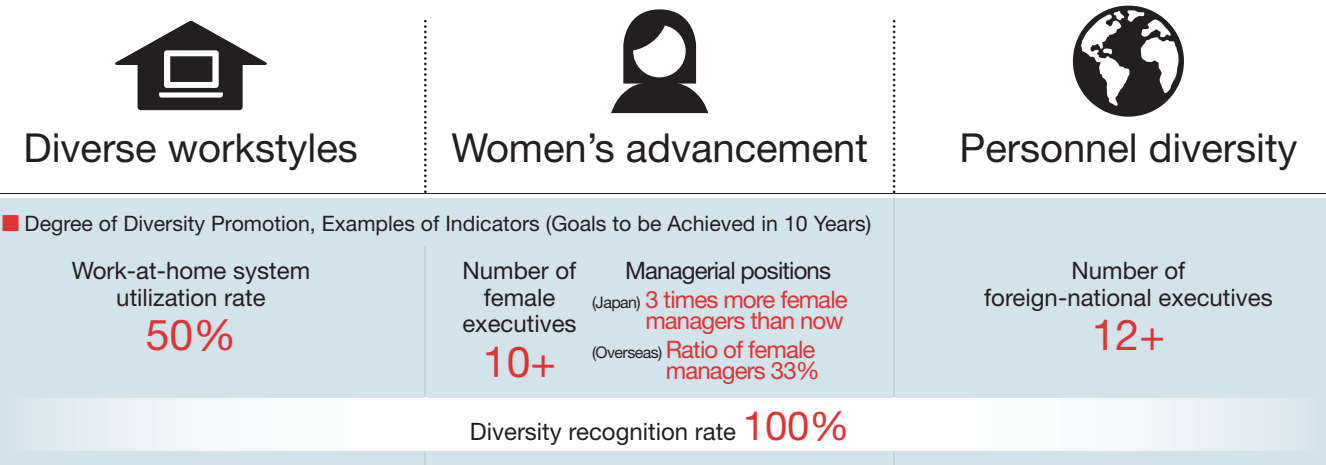 Diverse workstyles
Women’s advancement
Personnel diversity
■ Degree of Diversity Promotion, Examples of Indicators (Goals to be Achieved in 10 Years)
Work-at-home system
utilization rate
50%
Number of
female
executives
10+
Managerial positions
(Japan) 3 times more female
managers than now
(Overseas) Ratio of female
managers 33%
Number of
foreign-national executives
12+
Diversity recognition rate 100%